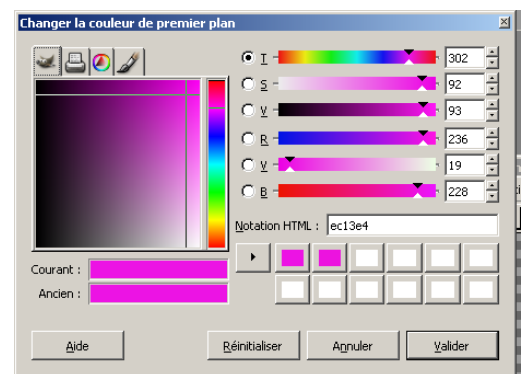 Changer la couleur de premier plan
T 302
S 92
V 93
R 236
V 19
B 228
Notation HTML : ec13e4
Courant :
Ancien :
Aide
Réinitialiser
Annuler
Valider